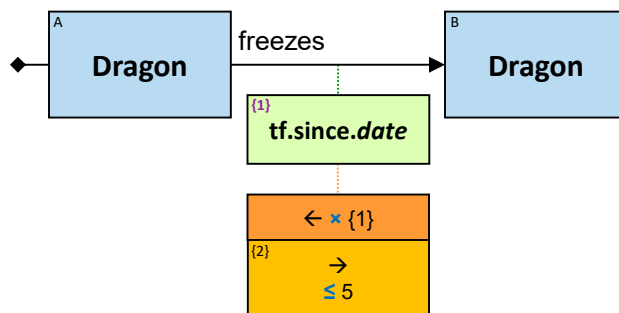 A
Dragon
freezes
B
Dragon
{1}
tf.since.date
← × {1}
{2}
→
≤ 5